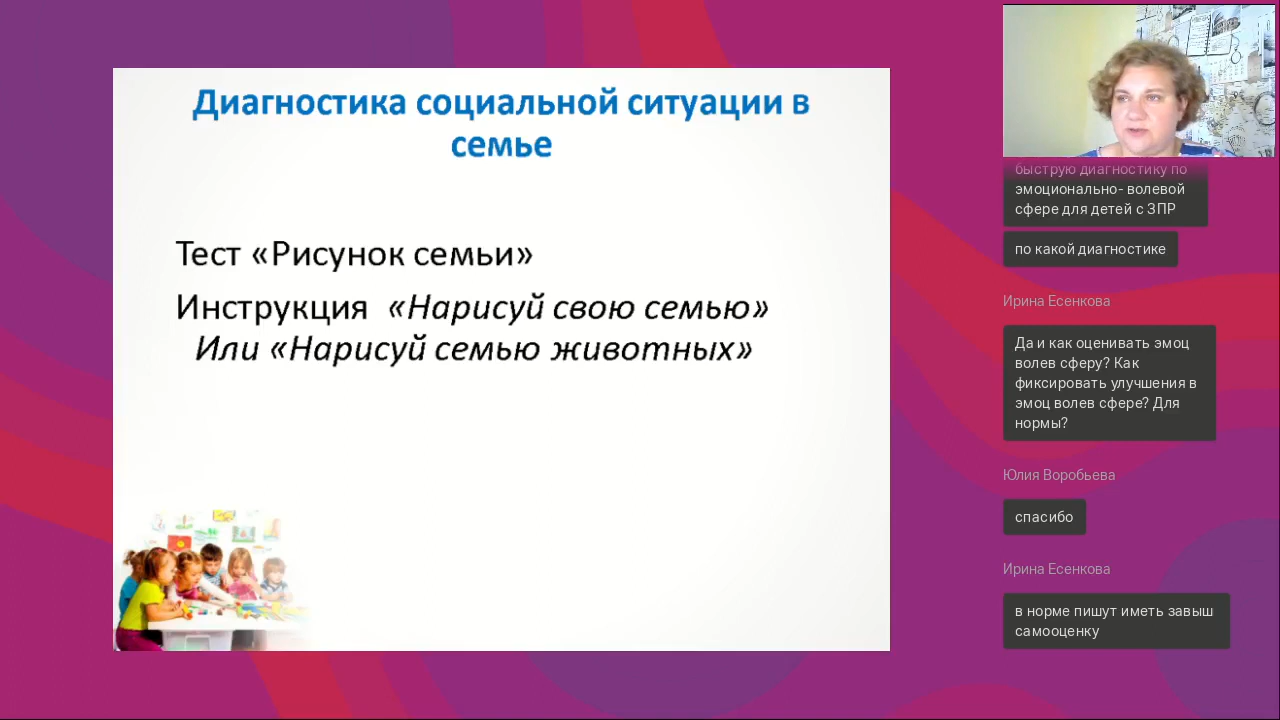 Диагностика социальной ситуации в
семье
Тест «Рисунок семьи»
Инструкция «Нарисуй свою семью»
Или «Нарисуй семью животных»
быструю диагностику по
эмоционально- волевой
сфере для детей с ЗПР
по какой диагностике
Ирина Есенкова
Да и как оценивать эмоц
волев сферу? Как
фиксировать улучшения в
эмоц волев сфере? Для
нормы?
Юлия Воробьева
спасибо
Ирина Есенкова
в норме пишут иметь завыш
самооценку